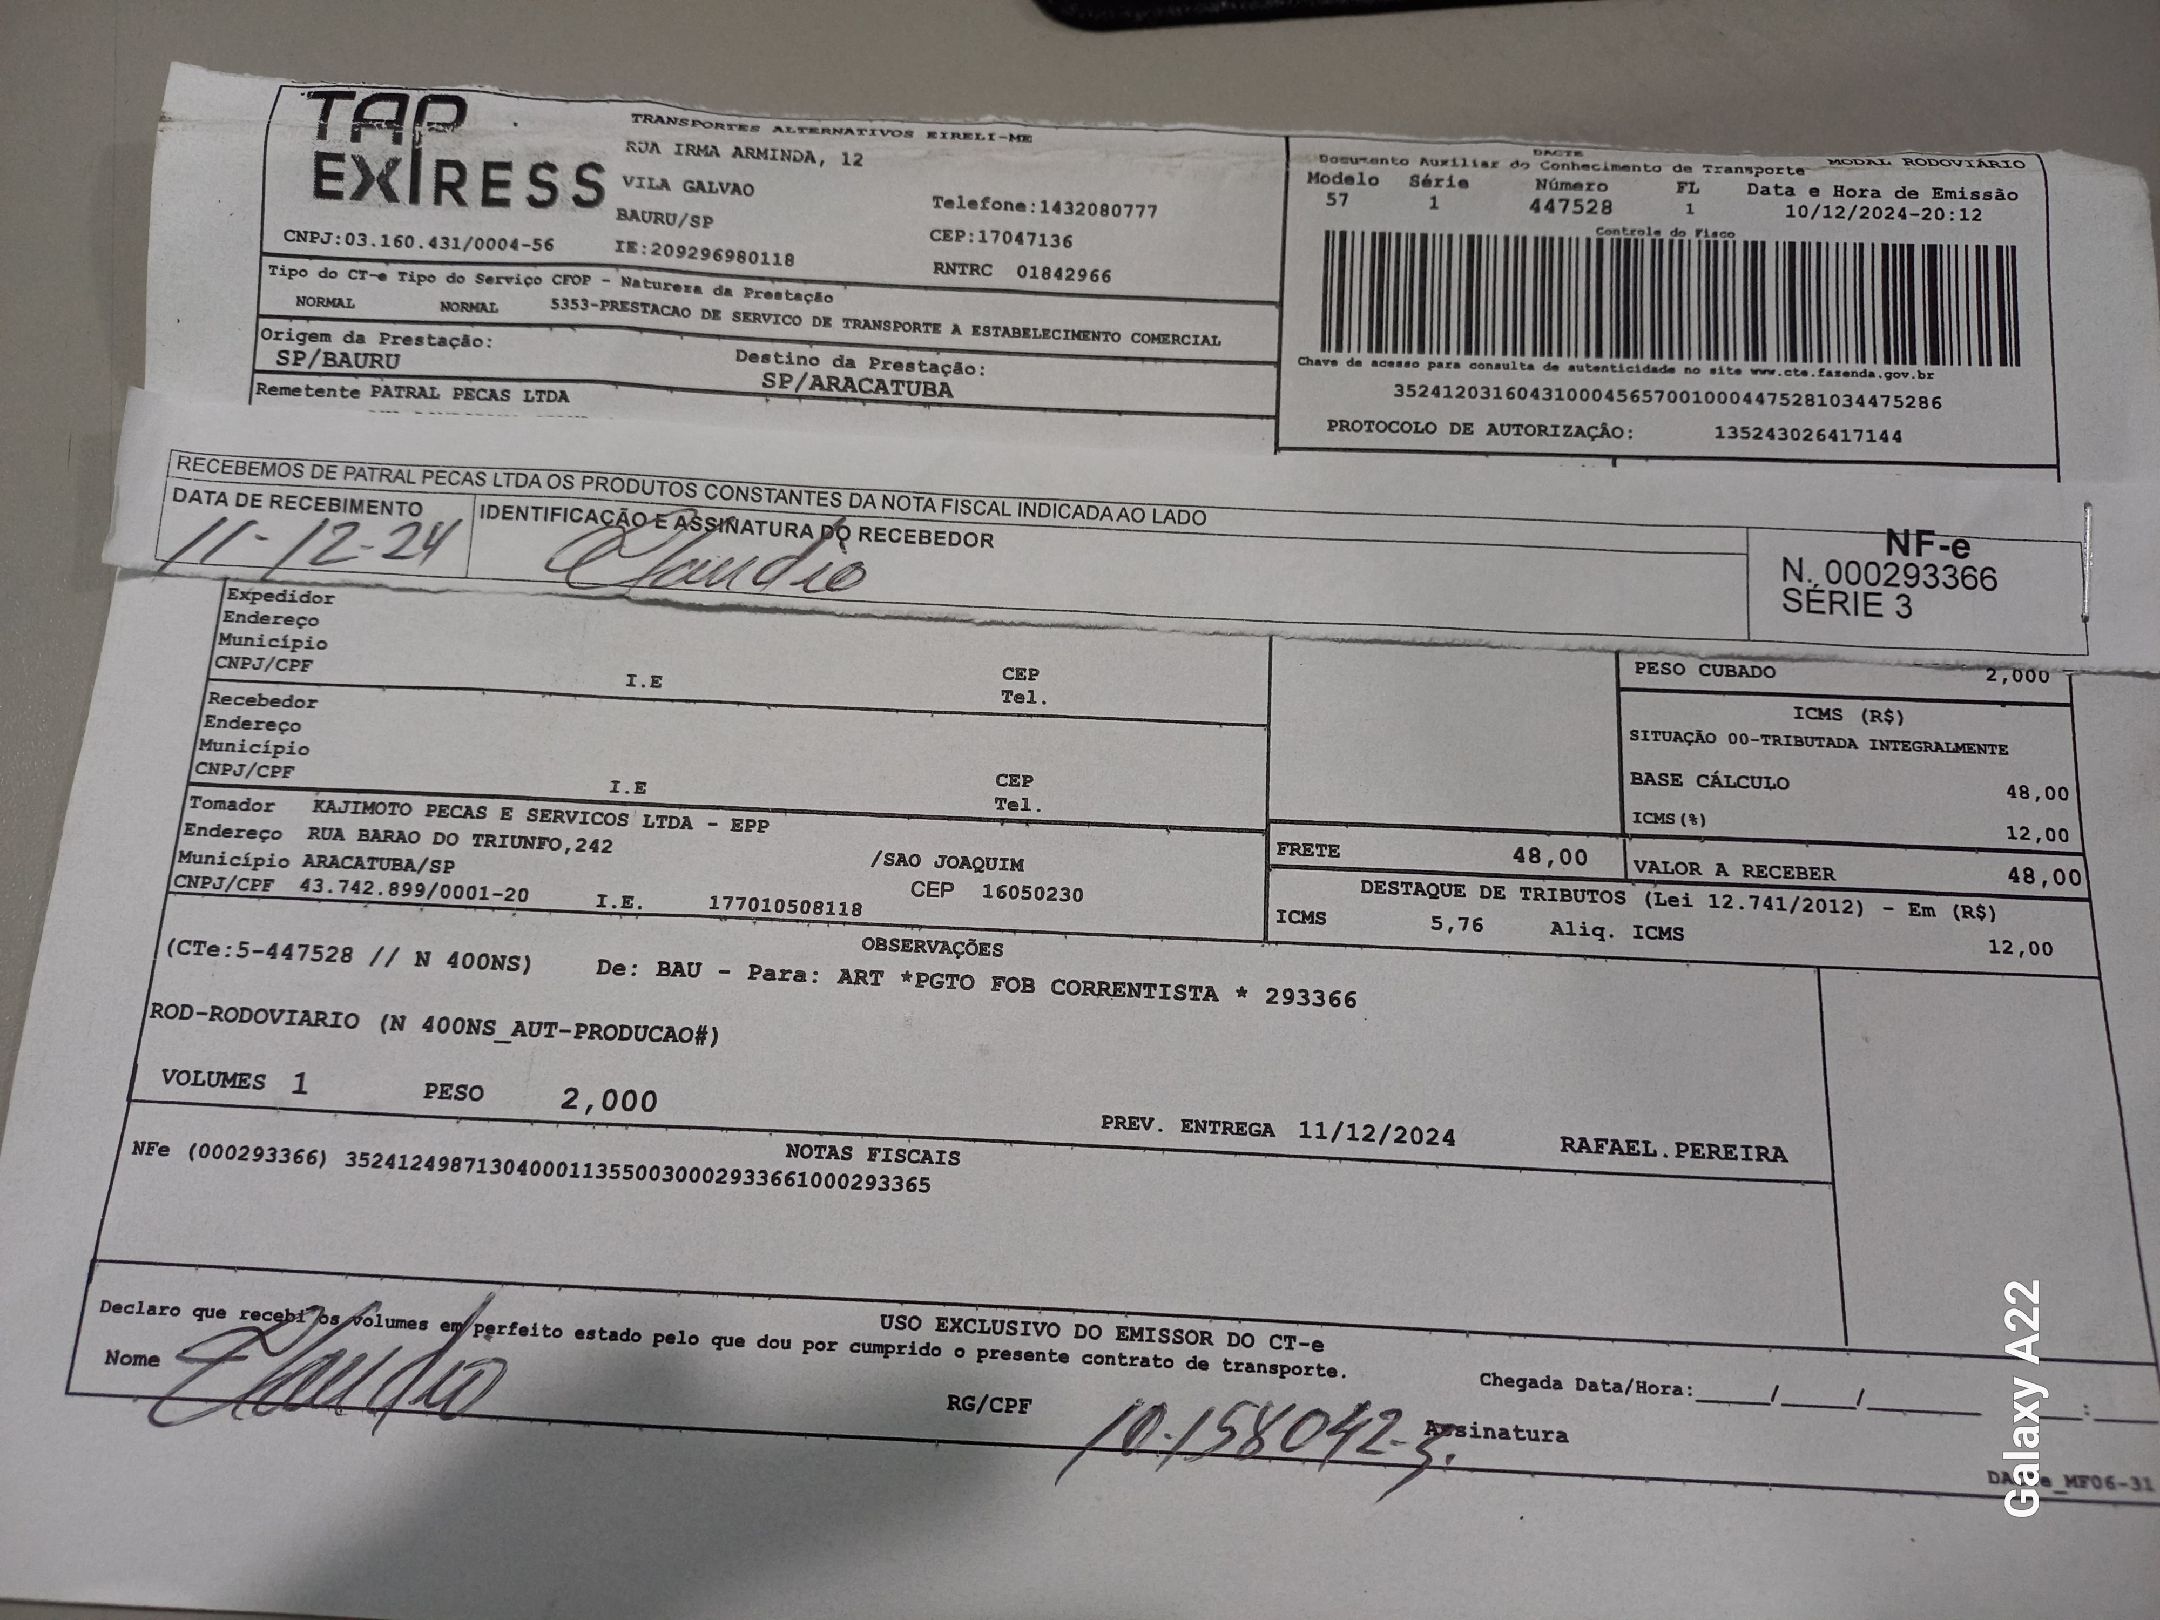 TAP
EXPRESS
TRANSPORTES ALTERNATIVOS EIRELI-ME
RUA IRMA ARMINDA, 12
VILA GALVAO
BAURU/SP
Telefone:1432080777
CEP:17047136
CNPJ:03.160.431/0004-56
IE:209296980118
RNTRC 01842966
Tipo do CT-e Tipo do Serviço CFOP - Natureza da Prestação
NORMAL NORMAL 5353-PRESTACAO DE SERVICO DE TRANSPORTE A ESTABELECIMENTO COMERCIAL
Origem da Prestação:
SP/BAURU
Destino da Prestação:
SP/ARACATUBA
Remetente PATRAL PECAS LTDA
DACTE
Documento Auxiliar do Conhecimento de Transporte MODAL RODOVIÁRIO
Modelo Série Número FL Data e Hora de Emissão
57 1 447528 1 10/12/2024-20:12
Controle do Fisco
Chave de acesso para consulta de autenticidade no site www.cte.fazenda.gov.br
35241203160431000456570010004475281034475286
PROTOCOLO DE AUTORIZAÇÃO: 135243026417144
RECEBEMOS DE PATRAL PECAS LTDA OS PRODUTOS CONSTANTES DA NOTA FISCAL INDICADA AO LADO
DATA DE RECEBIMENTO
11-12-24
IDENTIFICAÇÃO E ASSINATURA DO RECEBEDOR
Claudio
NF-e
N. 000293366
SÉRIE 3
Expedidor
Endereço
Município
CNPJ/CPF I.E
CEP
Tel.
Recebedor
Endereço
Município
CNPJ/CPF I.E
CEP
Tel.
Tomador KAJIMOTO PECAS E SERVICOS LTDA - EPP
Endereço RUA BARAO DO TRIUNFO,242 /SAO JOAQUIM
Município ARACATUBA/SP CEP 16050230
CNPJ/CPF 43.742.899/0001-20 I.E. 177010508118
PESO CUBADO 2,000
ICMS (R$)
SITUAÇÃO 00-TRIBUTADA INTEGRALMENTE
BASE CÁLCULO 48,00
ICMS(%) 12,00
FRETE 48,00 VALOR A RECEBER 48,00
DESTAQUE DE TRIBUTOS (Lei 12.741/2012) - Em (R$)
ICMS 5,76 Aliq. ICMS 12,00
OBSERVAÇÕES
(CTe:5-447528 // N 400NS) De: BAU - Para: ART *PGTO FOB CORRENTISTA * 293366
ROD-RODOVIARIO (N 400NS_AUT-PRODUCAO#)
VOLUMES 1 PESO 2,000 PREV. ENTREGA 11/12/2024 RAFAEL.PEREIRA
NOTAS FISCAIS
NFe (000293366) 35241249871304000113550030002933661000293365
USO EXCLUSIVO DO EMISSOR DO CT-e
Declaro que recebi os volumes em perfeito estado pelo que dou por cumprido o presente contrato de transporte.
Nome Claudio
RG/CPF 10.158042-3.
Chegada Data/Hora:____/____/____ __:__
Assinatura
MF06-31
Galaxy A22